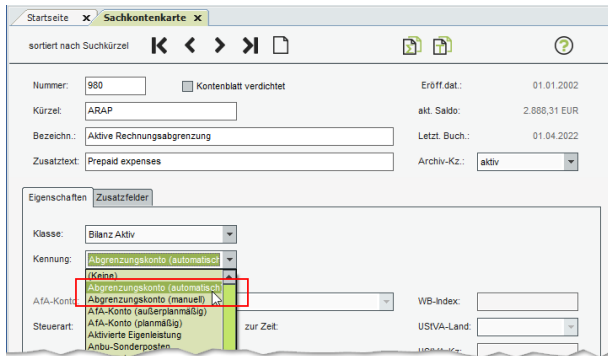 Startseite x Sachkontenkarte x
sortiert nach Suchkürzel
Nummer: 980 Kontenblatt verdichtet Eröff.dat.: 01.01.2002
Kürzel: ARAP akt. Saldo: 2.888,31 EUR
Bezeichn.: Aktive Rechnungsabgrenzung Letzt. Buch.: 01.04.2022
Zusatztext: Prepaid expenses Archiv-Kz.: aktiv
Eigenschaften Zusatzfelder
Klasse: Bilanz Aktiv
Kennung: Abgrenzungskonto (automatisch
(Keine)
Abgrenzungskonto (automatisch
Abgrenzungskonto (manuell)
AfA-Konto: WB-Index:
AfA-Konto (außerplanmäßig)
AfA-Konto (planmäßig)
Steuerart: zur Zeit: UStVA-Land:
Aktivierte Eigenleistung
Anbu-Sonderposten